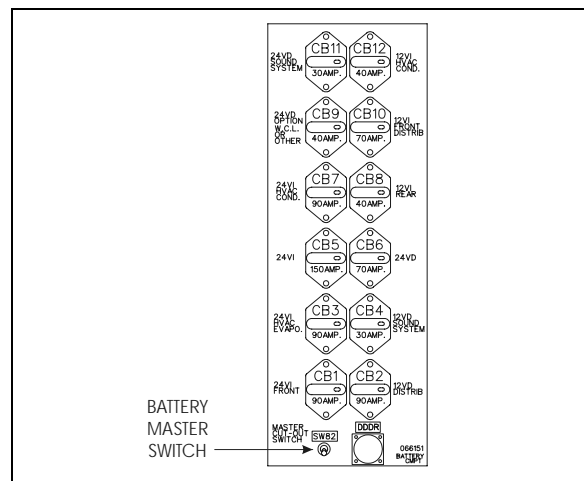 24VD
SOUND
SYSTEM
CB11
30AMP.
CB12
40AMP.
12VI
HVAC
COND.
24VD
OPTION
W.C.L.
OR
OTHER
CB9
40AMP.
CB10
70AMP.
12VI
FRONT
DISTRIB
24VI
HVAC
COND.
CB7
90AMP.
CB8
40AMP.
12VI
REAR
24VI
CB5
150AMP.
CB6
70AMP.
24VD
24VI
HVAC
EVAPO.
CB3
90AMP.
CB4
30AMP.
12VD
SOUND
SYSTEM
24VI
FRONT
CB1
90AMP.
CB2
90AMP.
12VD
DISTRIB
BATTERY
MASTER
SWITCH
MASTER
CUT-OUT
SWITCH
SWB2
DDDR
066151
BATTERY
CMPT